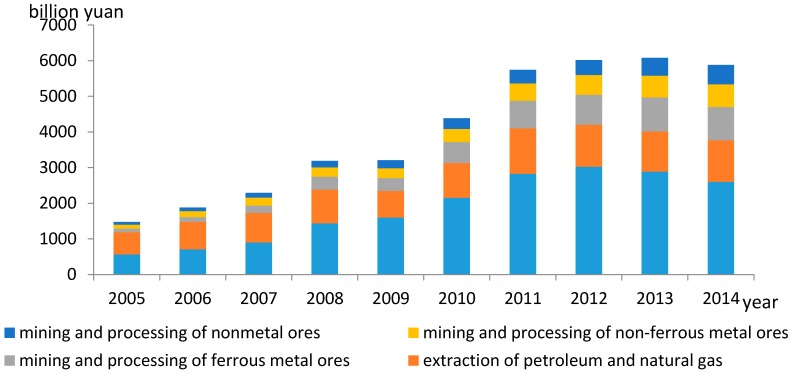 billion yuan
7000
6000
5000
4000
3000
2000
1000
0
2005 2006 2007 2008 2009 2010 2011 2012 2013 2014 year
mining and processing of nonmetal ores mining and processing of non-ferrous metal ores
mining and processing of ferrous metal ores extraction of petroleum and natural gas